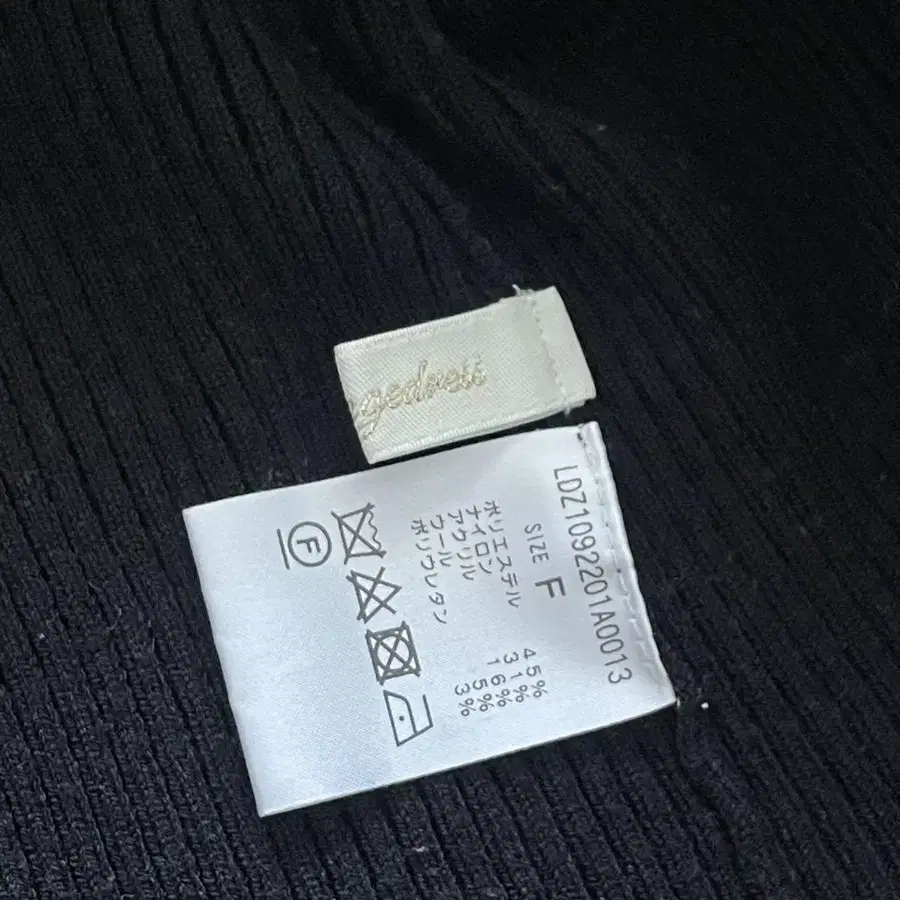 gedress
LDZ1092201A0013
SIZE F
ポリエステル 45%
ナイロン 31%
アクリル 16%
ウール 5%
ポリウレタン 3%
F